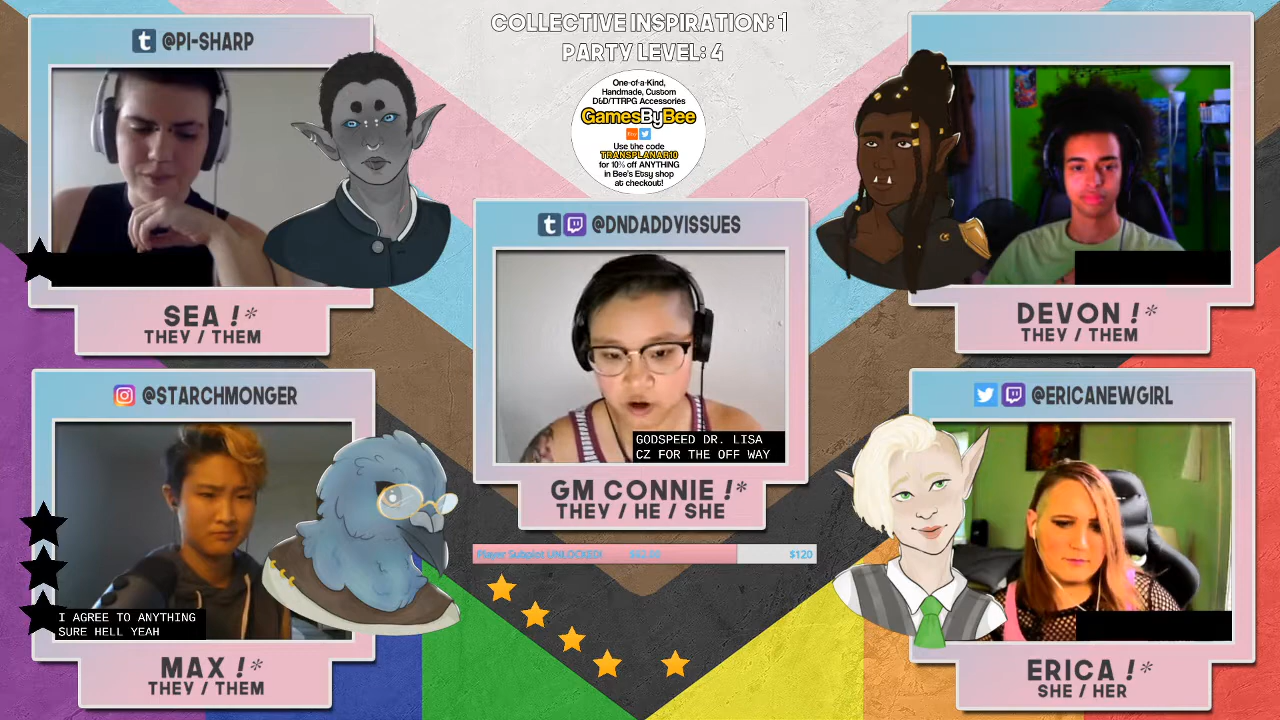 COLLECTIVE INSPIRATION: 1
PARTY LEVEL: 4
One-of-a-Kind,
Handmade, Custom
D&D/TTRPG Accessories
GamesByBee
Etsy
Use the code
TRANSPLANAR10
for 10% off ANYTHING
in Bee's Etsy shop
at checkout!
t @PI-SHARP
SEA !*
THEY / THEM
t @DNDADDYISSUES
GODSPEED DR. LISA
CZ FOR THE OFF WAY
GM CONNIE !*
THEY / HE / SHE
DEVON !*
THEY / THEM
@STARCHMONGER
I AGREE TO ANYTHING
SURE HELL YEAH
MAX !*
THEY / THEM
Player Subplot UNLOCKED! $120
@ERICANEWGIRL
ERICA !*
SHE / HER